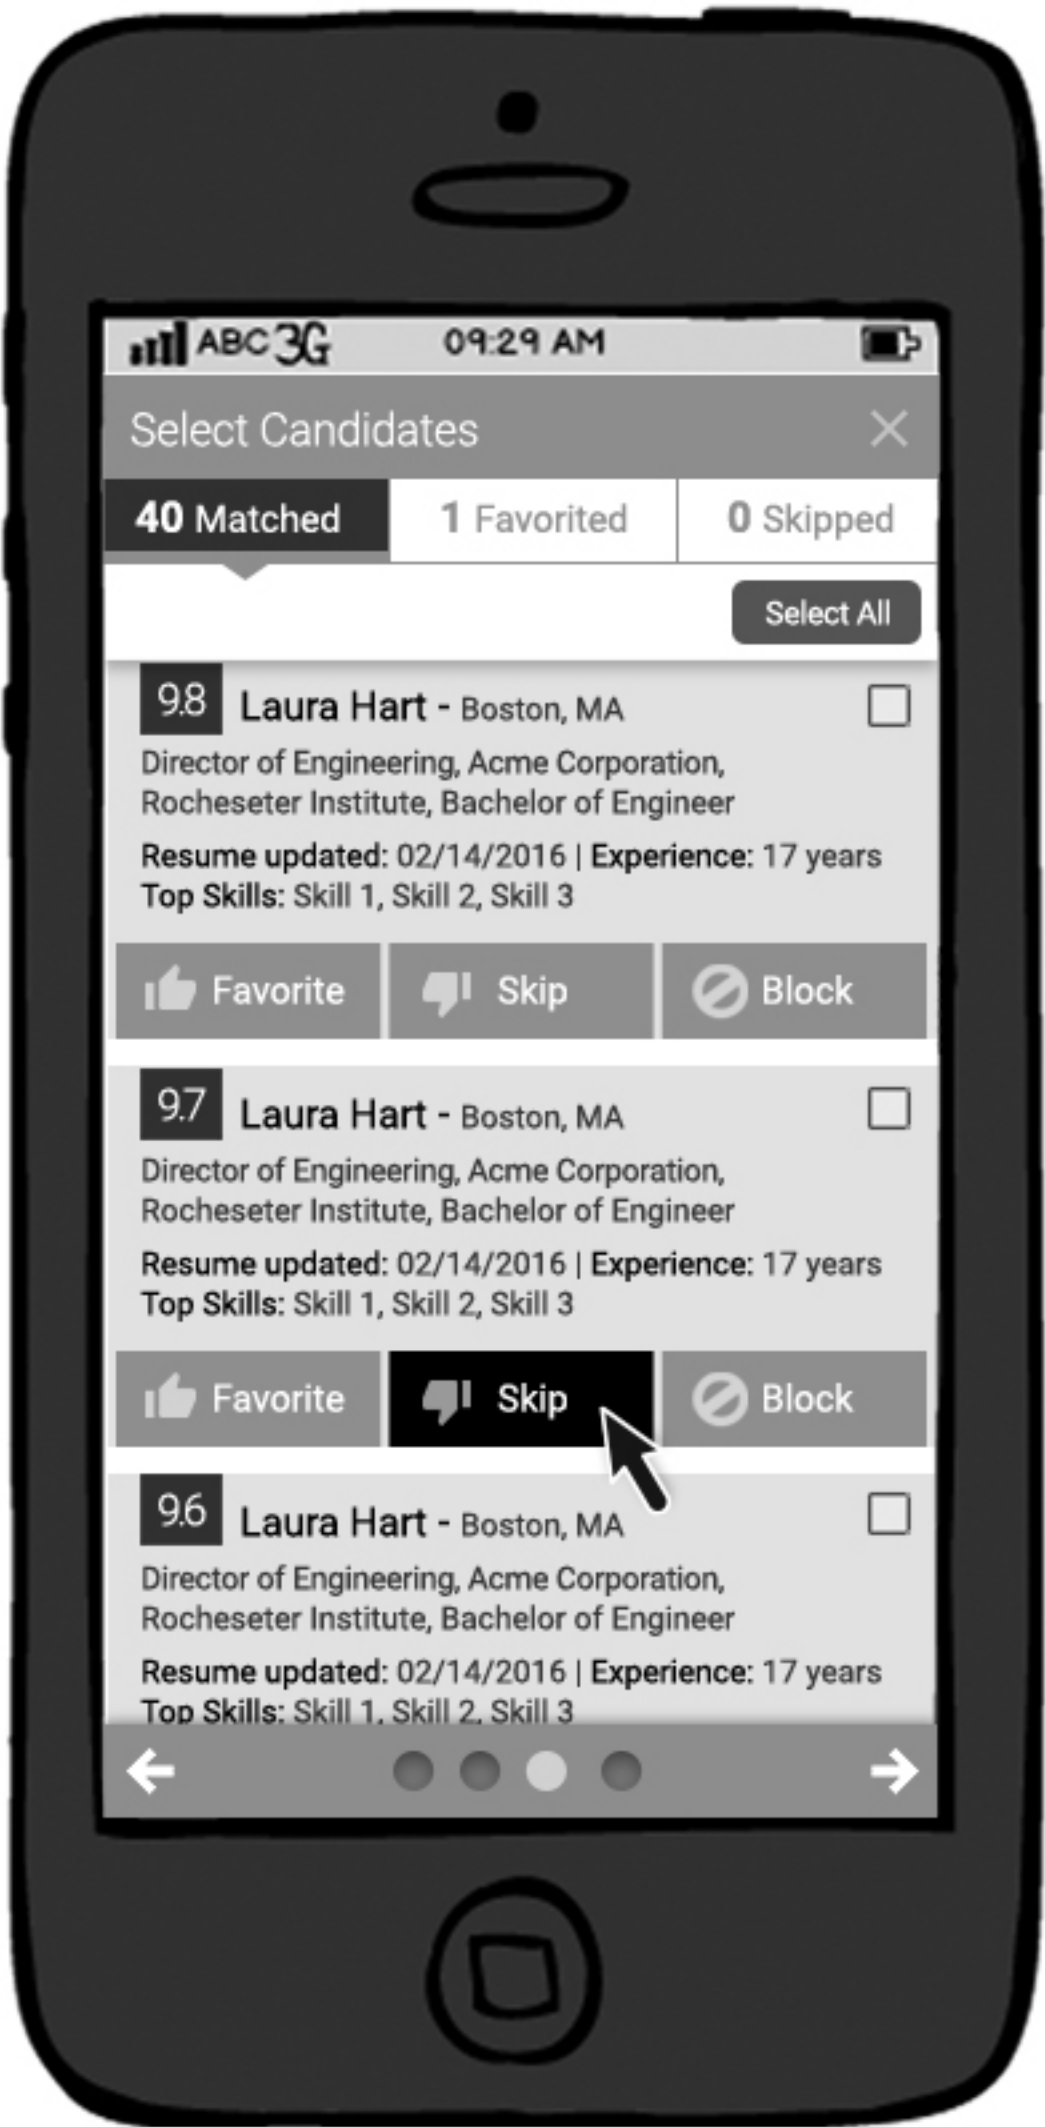 ABC 3G 09:29 AM
Select Candidates
40 Matched 1 Favorited 0 Skipped
Select All
9.8 Laura Hart - Boston, MA
Director of Engineering, Acme Corporation,
Rocheseter Institute, Bachelor of Engineer
Resume updated: 02/14/2016 | Experience: 17 years
Top Skills: Skill 1, Skill 2, Skill 3
Favorite Skip Block
9.7 Laura Hart - Boston, MA
Director of Engineering, Acme Corporation,
Rocheseter Institute, Bachelor of Engineer
Resume updated: 02/14/2016 | Experience: 17 years
Top Skills: Skill 1, Skill 2, Skill 3
Favorite Skip Block
9.6 Laura Hart - Boston, MA
Director of Engineering, Acme Corporation,
Rocheseter Institute, Bachelor of Engineer
Resume updated: 02/14/2016 | Experience: 17 years
Top Skills: Skill 1, Skill 2, Skill 3